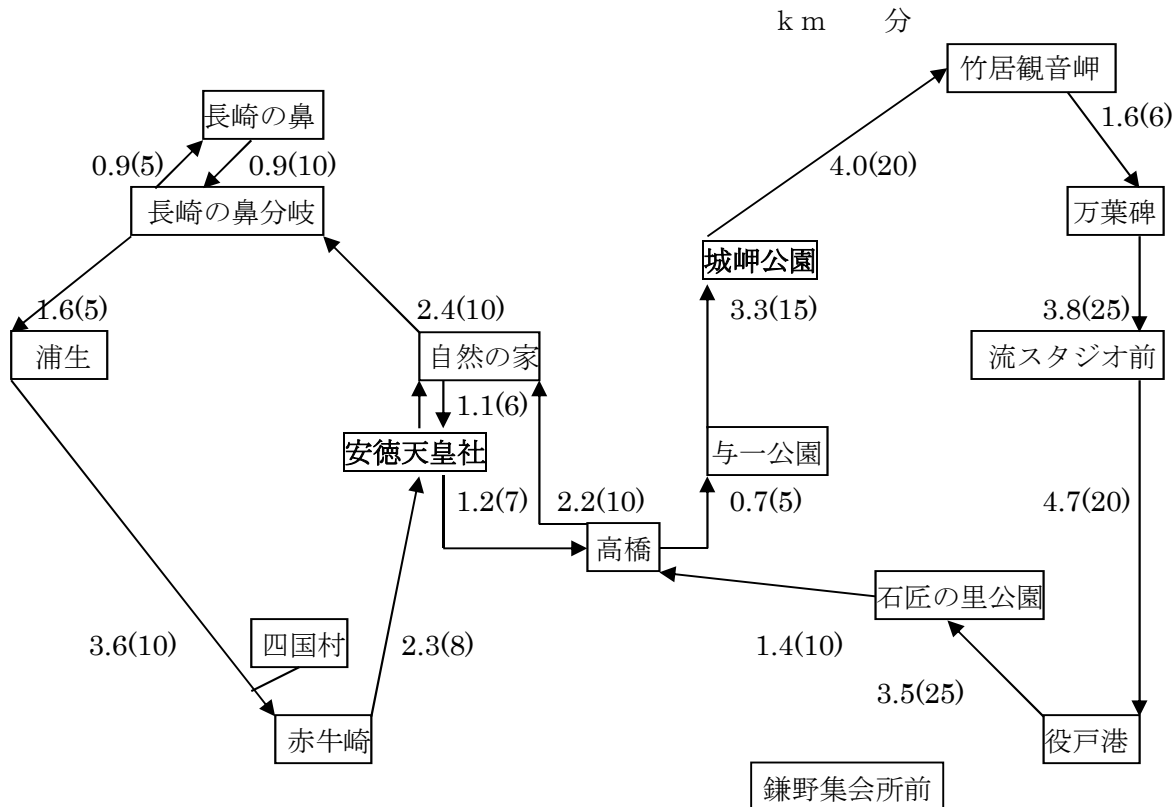 km 分
竹居観音岬
長崎の鼻
1.6(6)
0.9(5)
0.9(10)
4.0(20)
長崎の鼻分岐
万葉碑
城岬公園
1.6(5)
2.4(10)
3.3(15)
3.8(25)
浦生
自然の家
流スタジオ前
1.1(6)
安徳天皇社
与一公園
1.2(7)
2.2(10)
0.7(5)
4.7(20)
高橋
石匠の里公園
四国村
3.6(10)
2.3(8)
1.4(10)
3.5(25)
赤牛崎
役戸港
鎌野集会所前